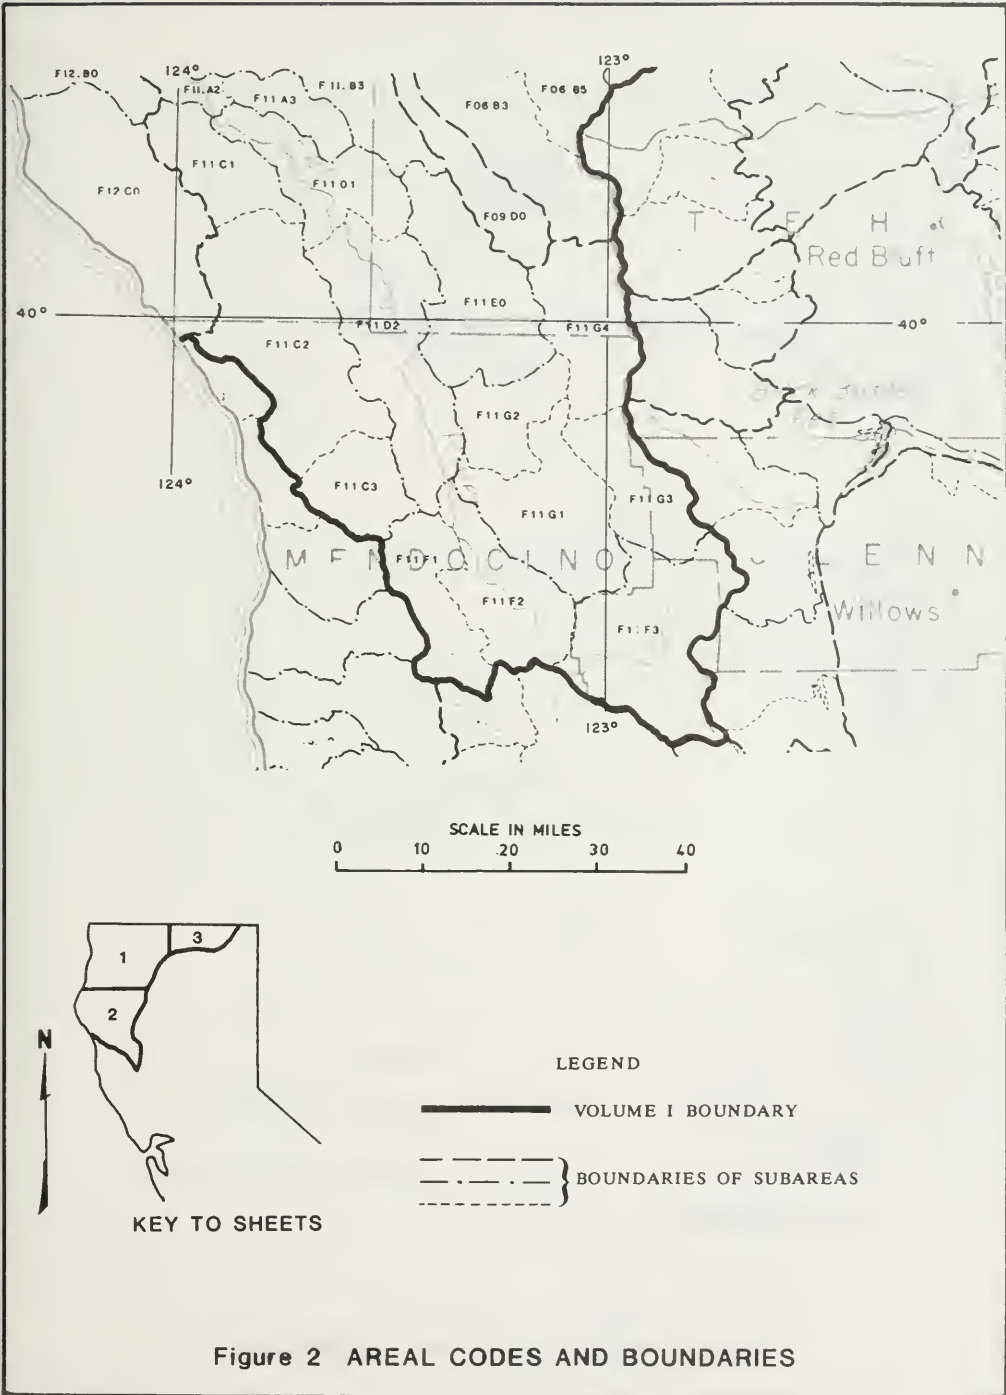 F12.B0
124°
F11.A2
F11 A3
F11.B3
F06 B3
F06 B5
123°
F11 C1
F11 D1
F12 C0
F09 D0
T E H
Red Bluff
40°
F11 D2
F11 E0
F11 G4
40°
F11 C2
F11 G2
124°
F11 C3
F11 G1
F11 G3
MENDOCINO
F11F1
LENN
F11 F2
F11F3
Willows
123°
SCALE IN MILES
0 10 20 30 40
1
3
2
N
KEY TO SHEETS
LEGEND
VOLUME I BOUNDARY
BOUNDARIES OF SUBAREAS
Figure 2 AREAL CODES AND BOUNDARIES